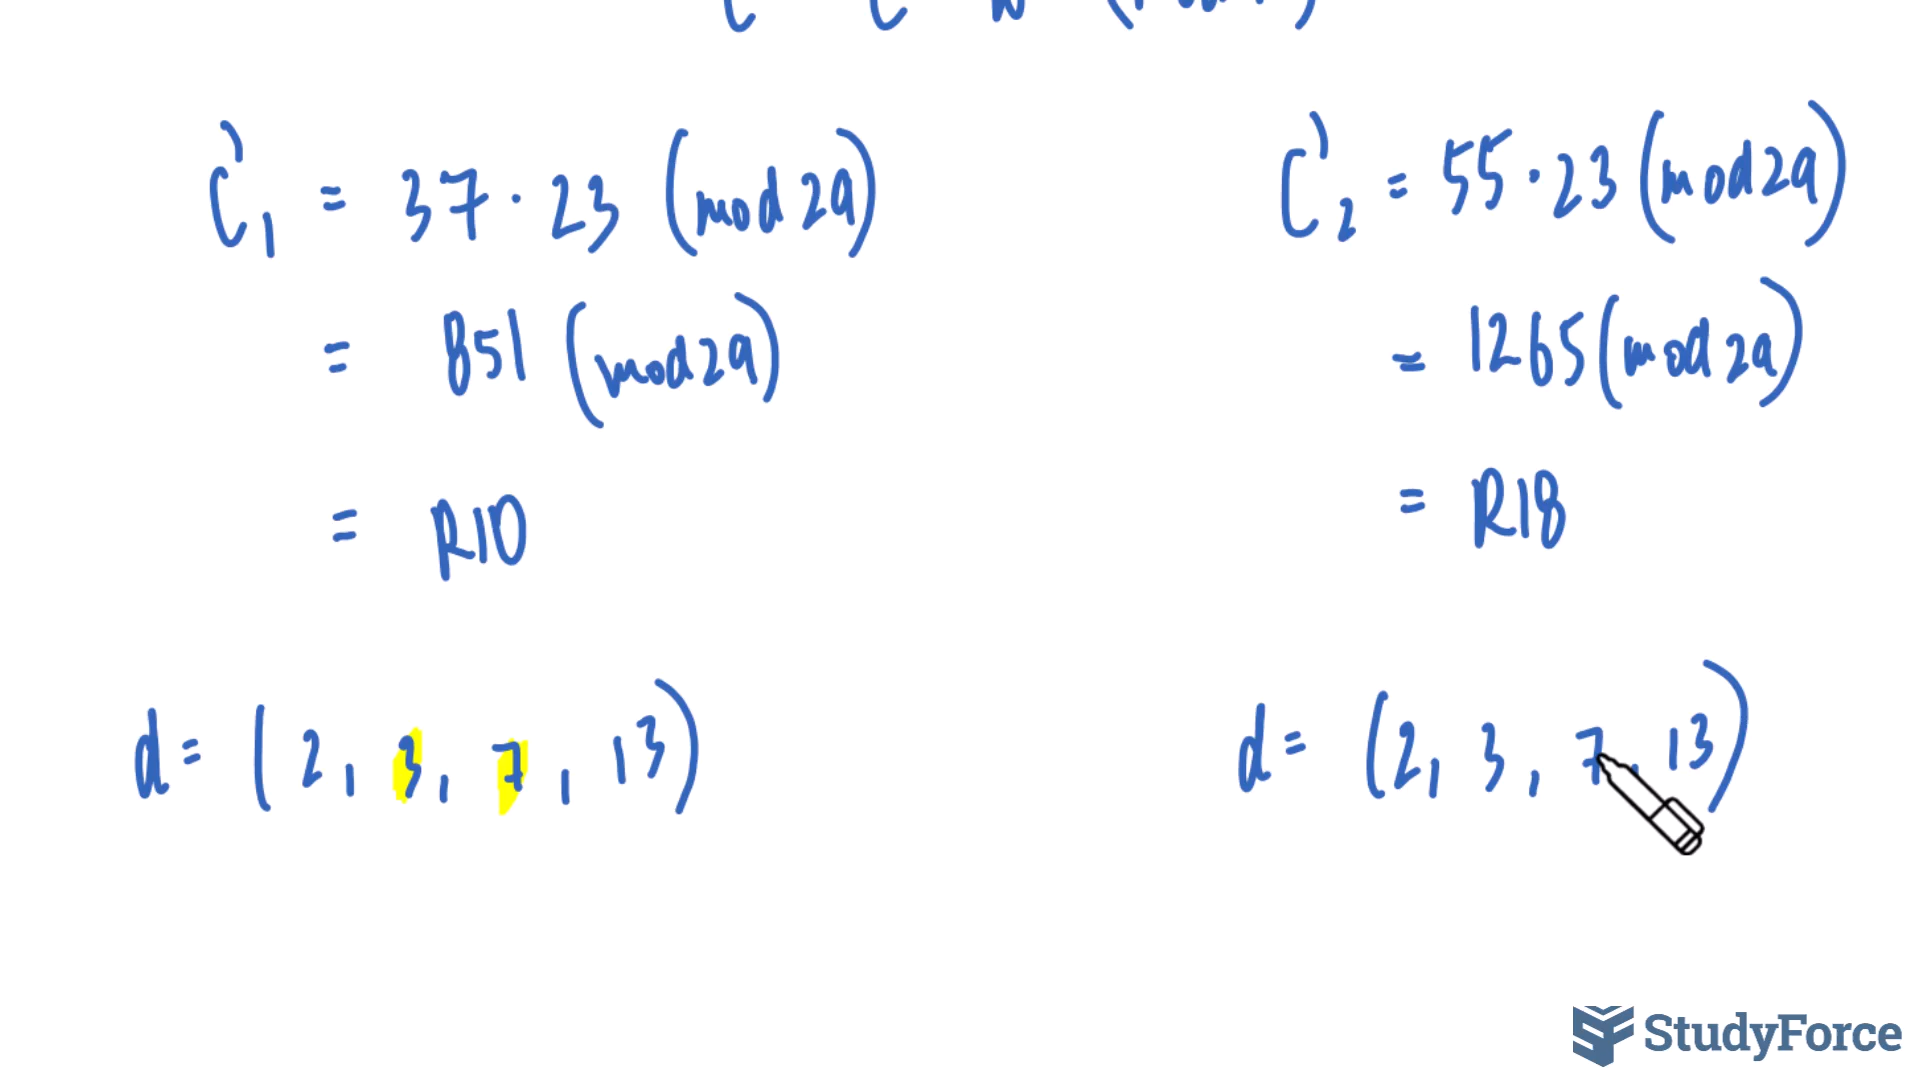 C'₁ = 37 · 23 (mod 29)
= 851 (mod 29)
= R10
d = (2, 3, 7, 13)
C'₂ = 55 · 23 (mod 29)
= 1265 (mod 29)
= R18
d = (2, 3, 7, 13)
StudyForce